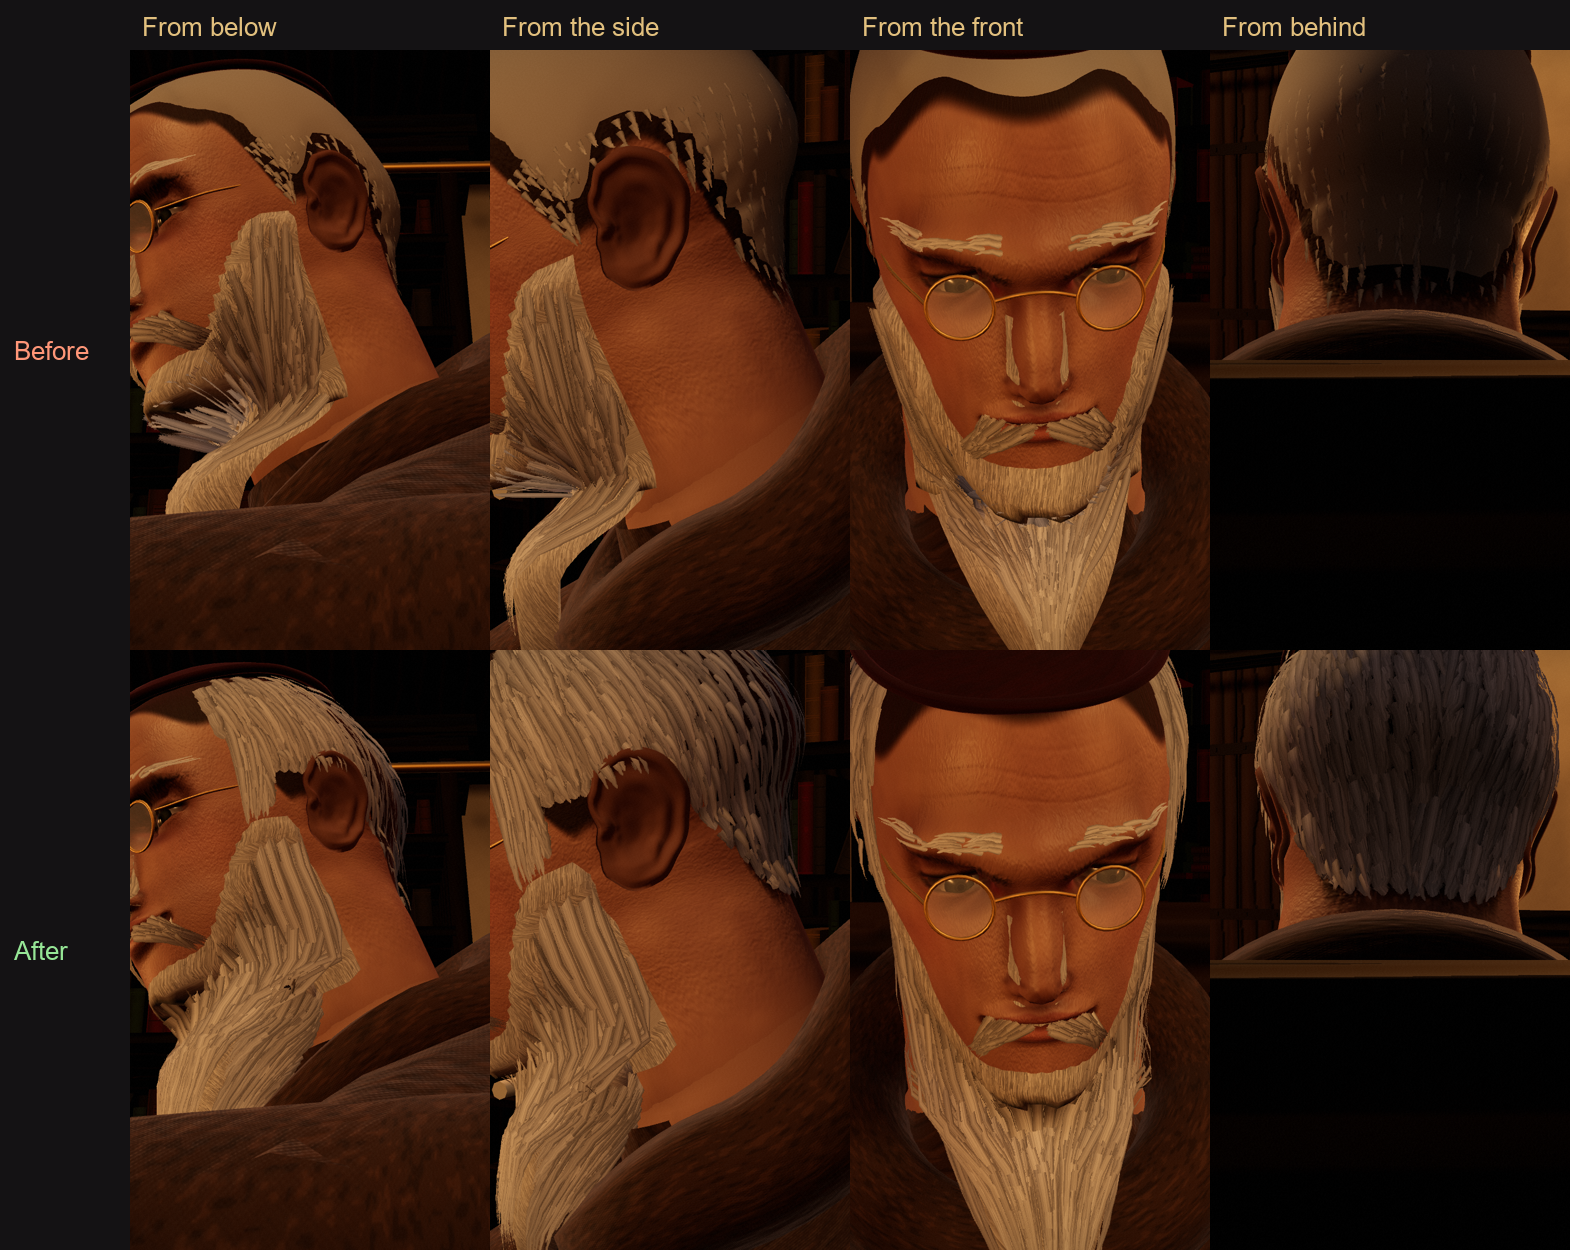 From below
From the side
From the front
From behind
Before
After